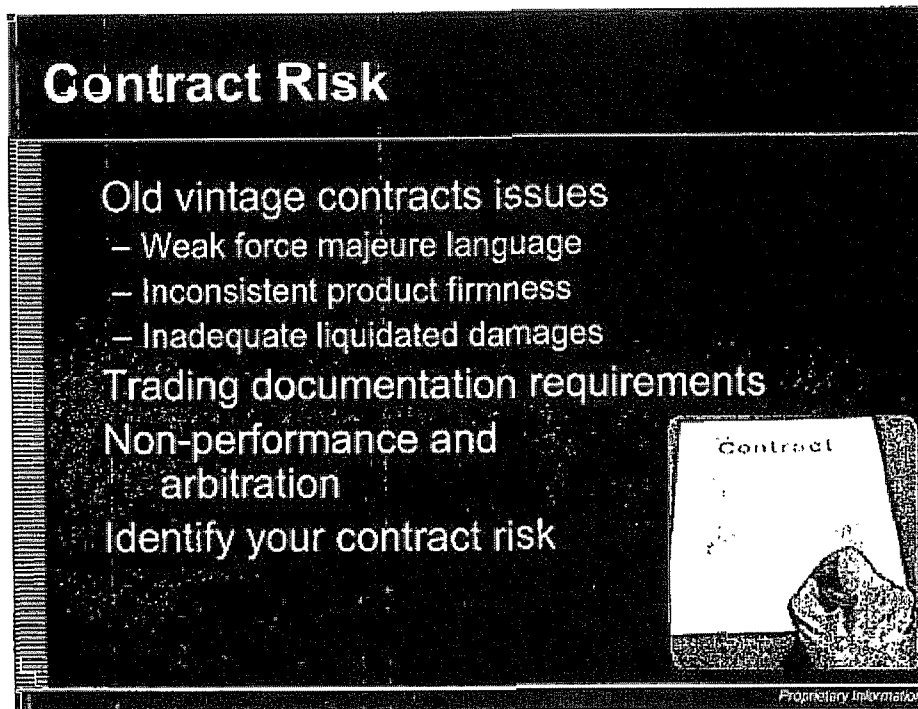 Contract Risk
Old vintage contracts issues
– Weak force majeure language
– Inconsistent product firmness
– Inadequate liquidated damages
Trading documentation requirements
Non-performance and
arbitration
Identify your contract risk
Contract
Proprietary Information